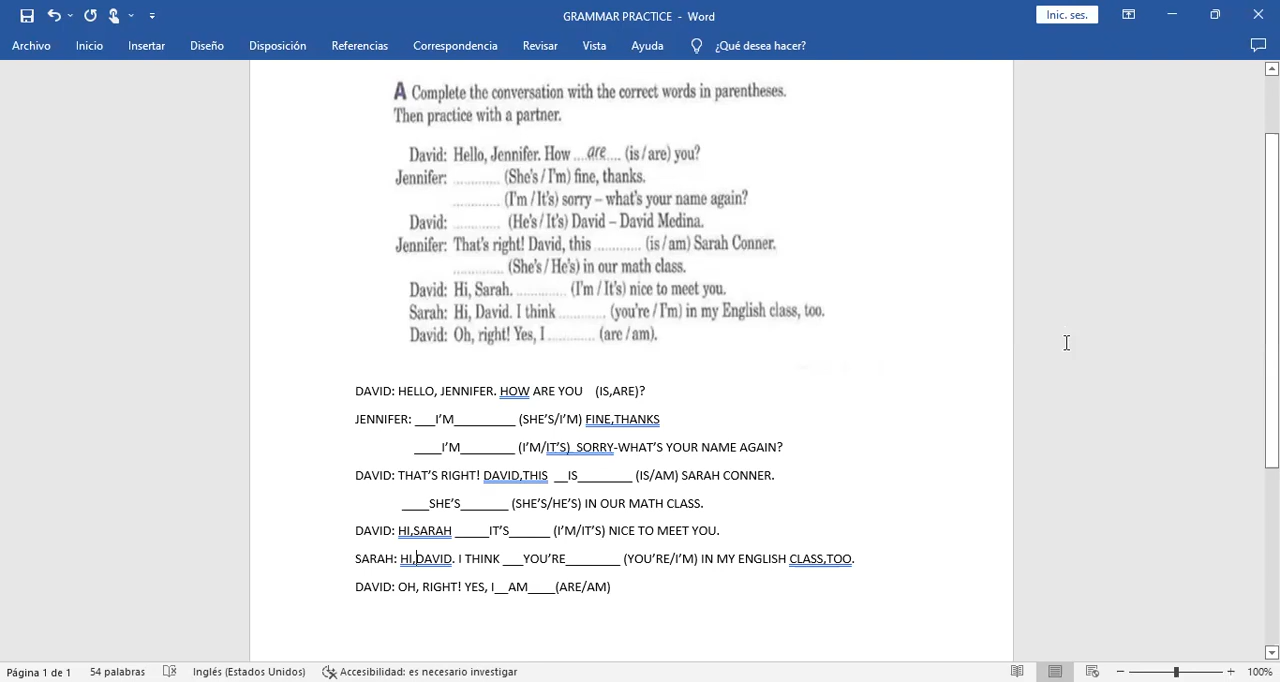 GRAMMAR PRACTICE - Word
Inic. ses.
Archivo Inicio Insertar Diseño Disposición Referencias Correspondencia Revisar Vista Ayuda ¿Qué desea hacer?
A Complete the conversation with the correct words in parentheses.
Then practice with a partner.
David: Hello, Jennifer. How ....are.... (is / are) you?
Jennifer: ............ (She's / I'm) fine, thanks.
............ (I'm / It's) sorry – what's your name again?
David: ............ (He's / It's) David – David Medina.
Jennifer: That's right! David, this ............ (is / am) Sarah Conner.
............ (She's / He's) in our math class.
David: Hi, Sarah. ............ (I'm / It's) nice to meet you.
Sarah: Hi, David. I think ............ (you're / I'm) in my English class, too.
David: Oh, right! Yes, I ............ (are / am).
DAVID: HELLO, JENNIFER. HOW ARE YOU (IS,ARE)?
JENNIFER: ___I'M_________ (SHE'S/I'M) FINE,THANKS
____I'M________ (I'M/IT'S) SORRY-WHAT'S YOUR NAME AGAIN?
DAVID: THAT'S RIGHT! DAVID,THIS __IS________ (IS/AM) SARAH CONNER.
____SHE'S_______ (SHE'S/HE'S) IN OUR MATH CLASS.
DAVID: HI,SARAH _____IT'S______ (I'M/IT'S) NICE TO MEET YOU.
SARAH: HI,DAVID. I THINK ___YOU'RE________ (YOU'RE/I'M) IN MY ENGLISH CLASS,TOO.
DAVID: OH, RIGHT! YES, I__AM____(ARE/AM)
Página 1 de 1 54 palabras Inglés (Estados Unidos) Accesibilidad: es necesario investigar 100%